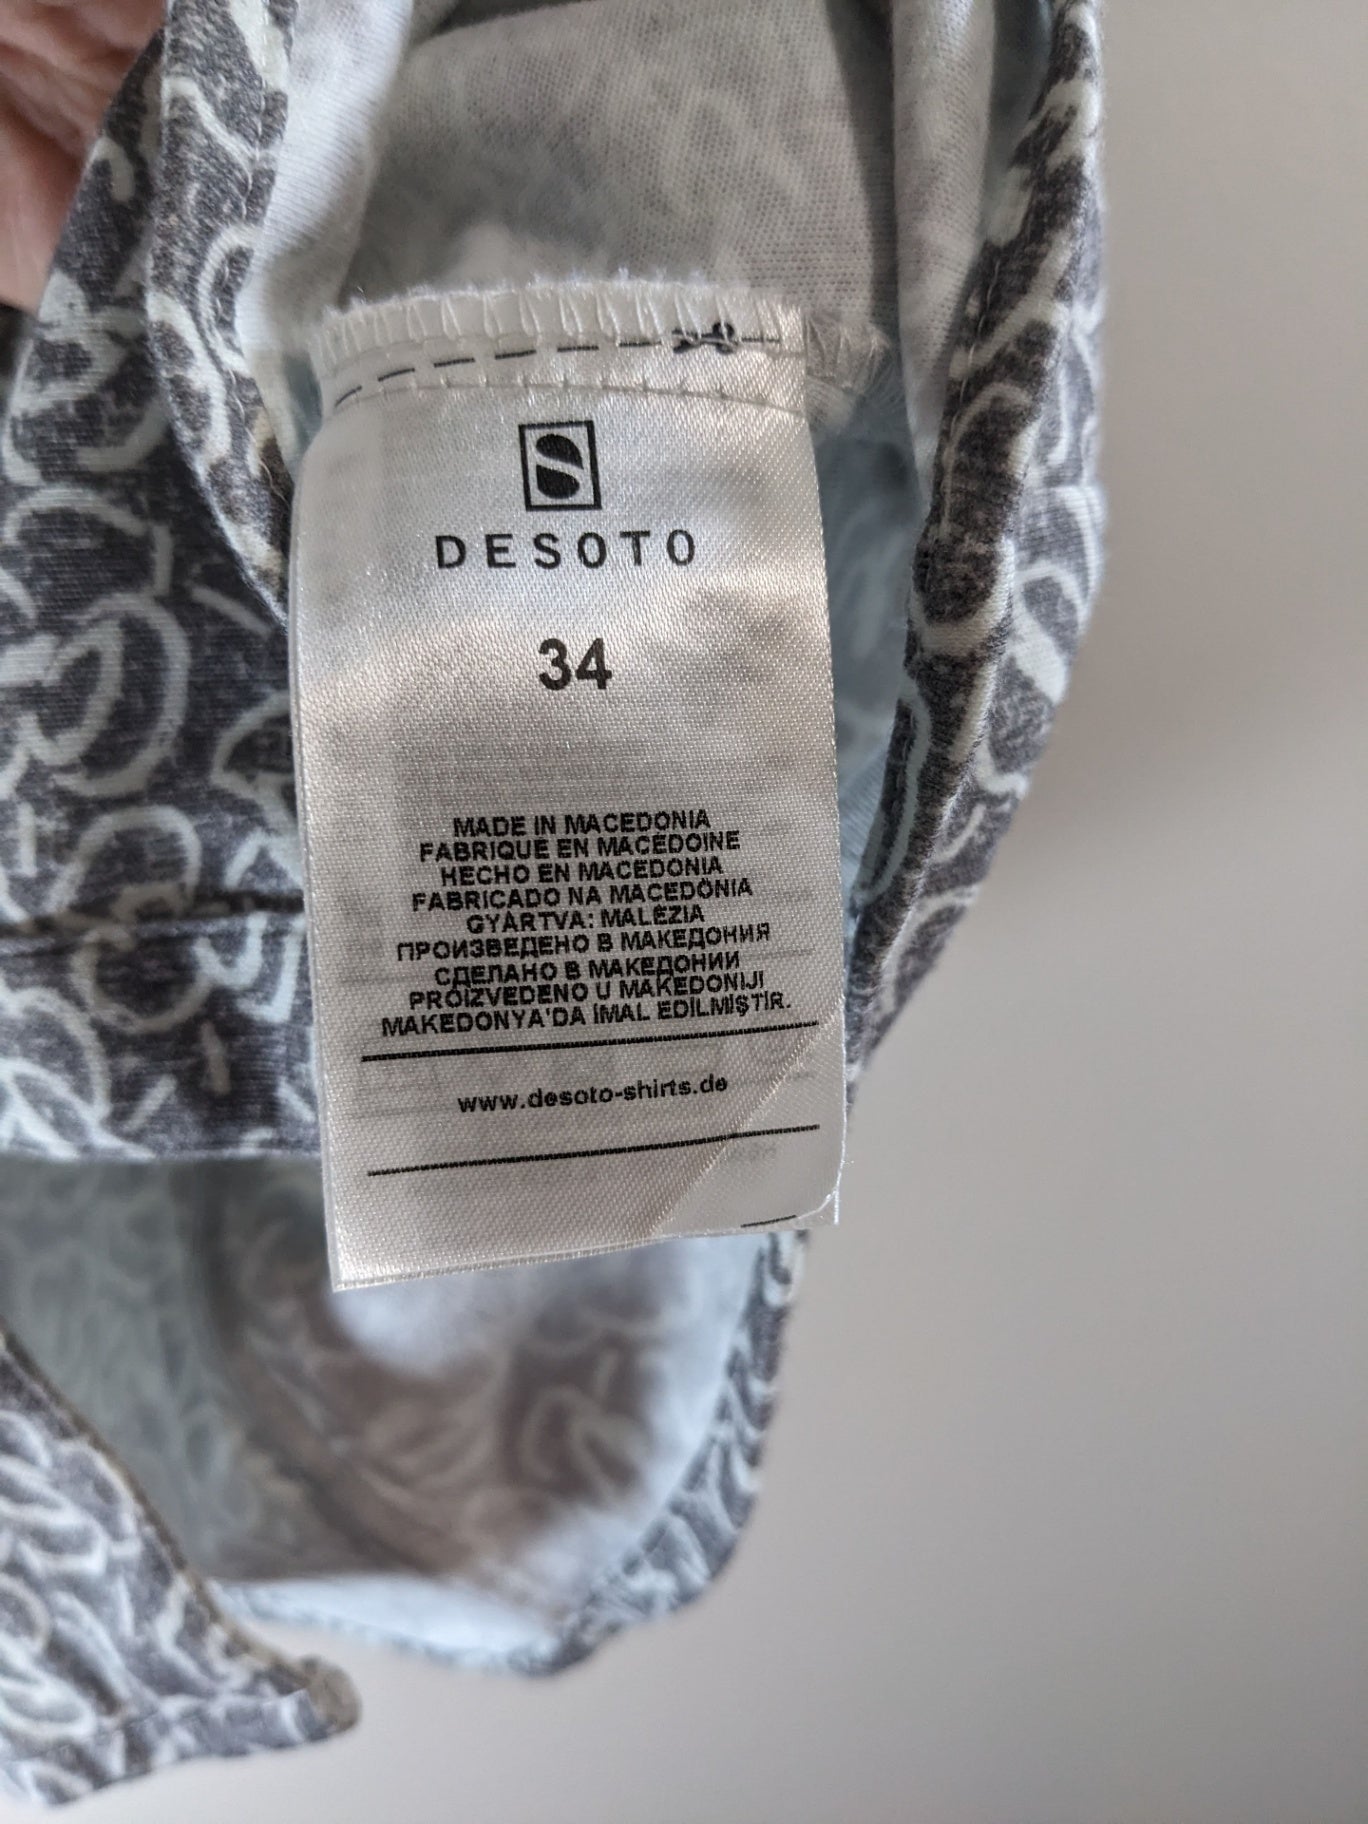 DESOTO
34
MADE IN MACEDONIA
FABRIQUÉ EN MACÉDOINE
HECHO EN MACEDONIA
FABRICADO NA MACEDÔNIA
GYÁRTVA: MALÉZIA
ПРОИЗВЕДЕНО В МАКЕДОНИЯ
СДЕЛАНО В МАКЕДОНИИ
PROIZVEDENO U MAKEDONIJI
MAKEDONYA'DA İMAL EDİLMİŞTİR.
www.desoto-shirts.de